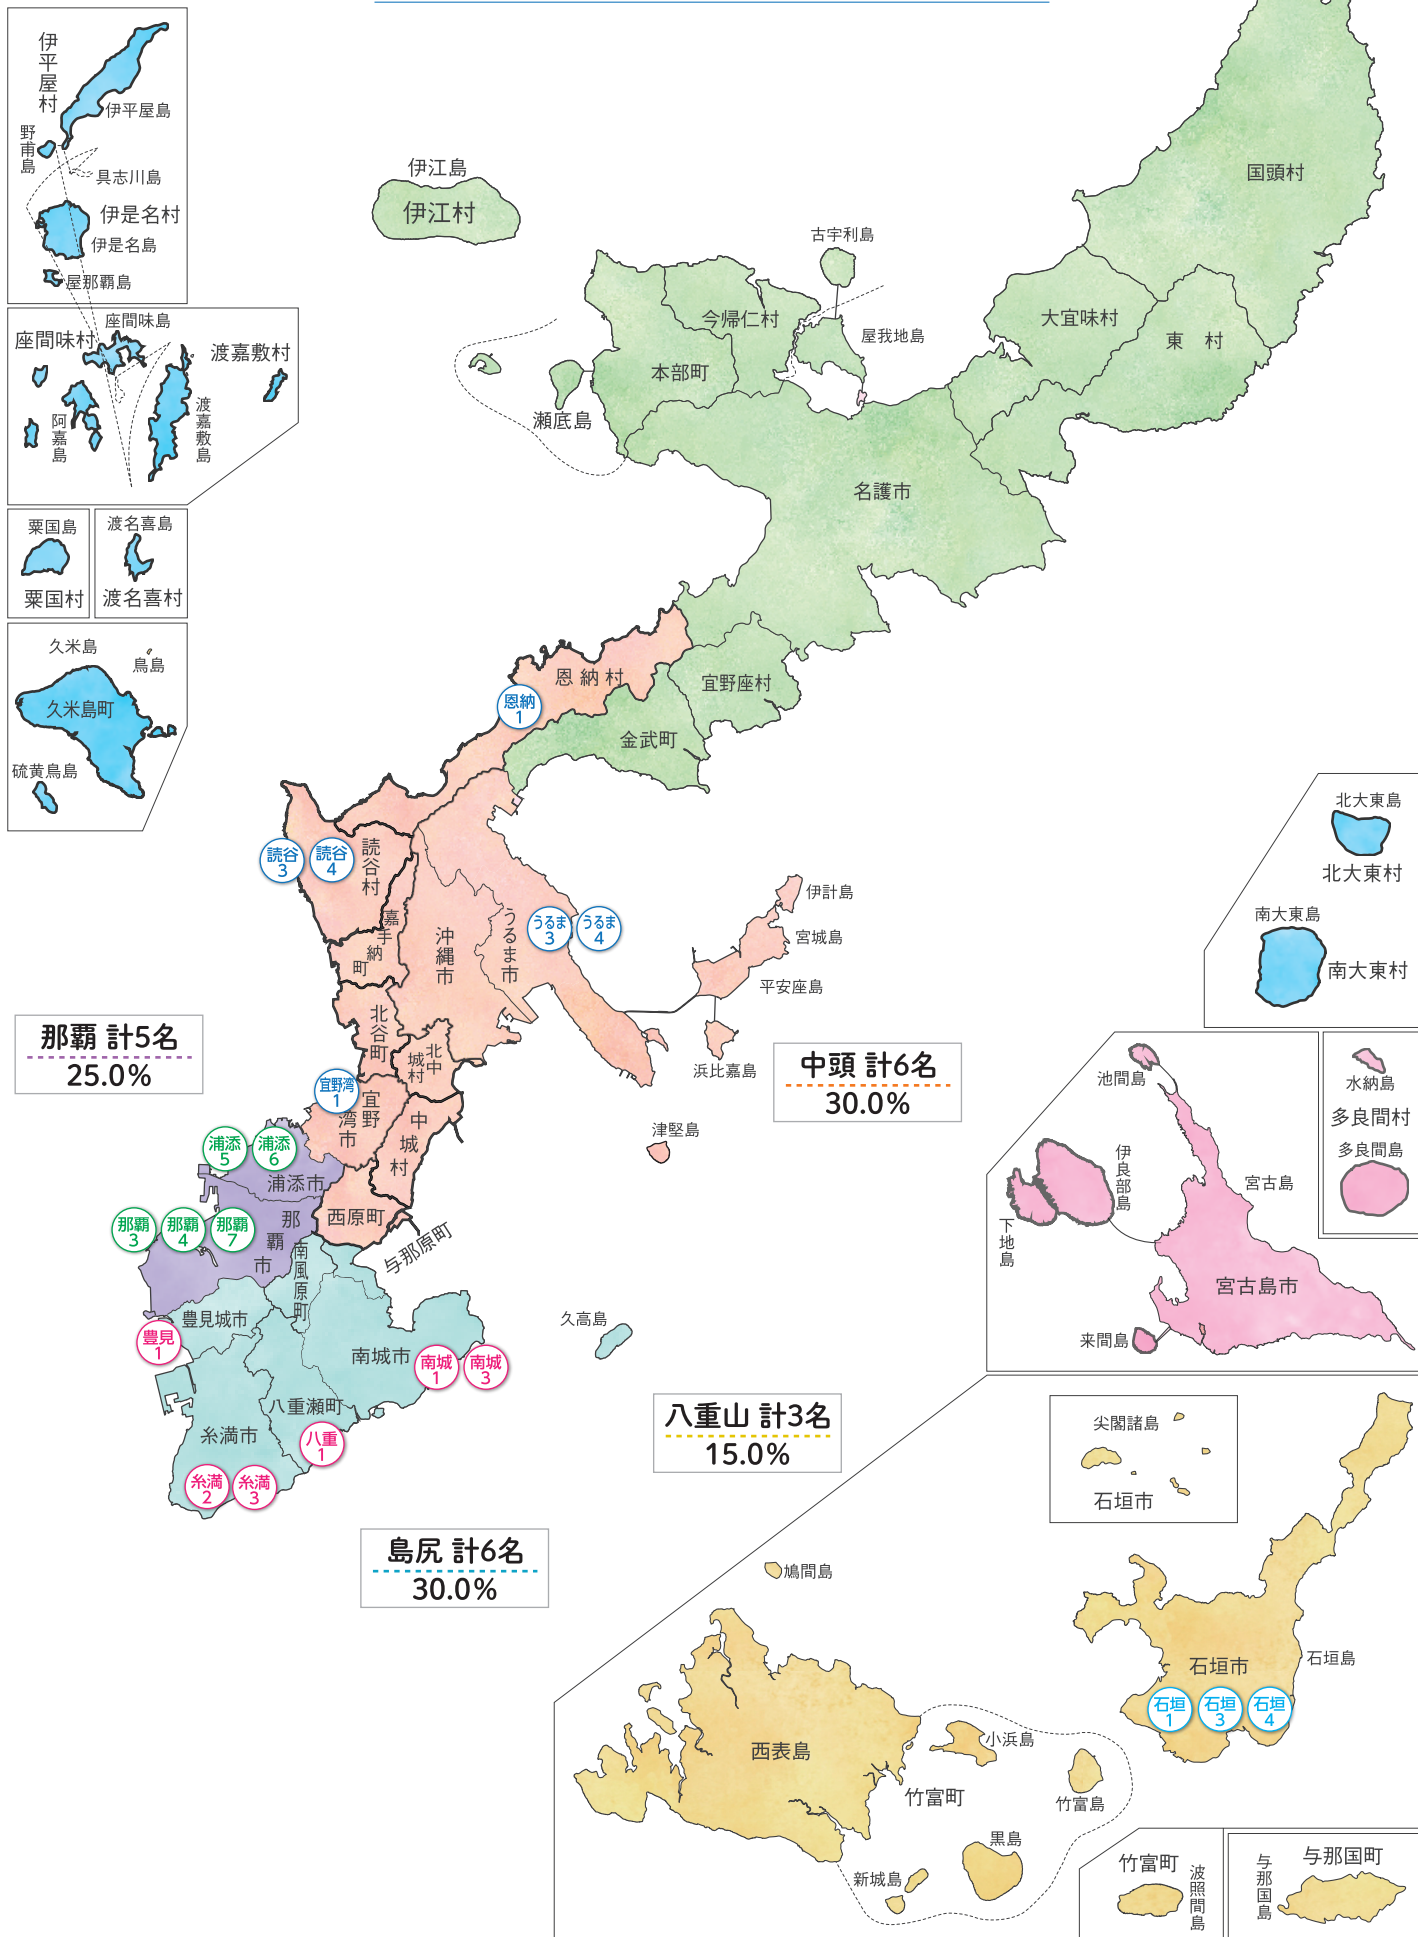 伊平屋村
伊平屋島
野甫島
具志川島
伊是名村
伊是名島
屋那覇島
座間味島
座間味村
渡嘉敷村
阿嘉島
渡嘉敷島
粟国島
粟国村
渡名喜島
渡名喜村
久米島
鳥島
久米島町
硫黄鳥島
伊江島
伊江村
古宇利島
今帰仁村
屋我地島
本部町
瀬底島
国頭村
大宜味村
東 村
名護市
恩納村
恩納
1
宜野座村
金武町
読谷
3
読谷
4
読谷村
嘉手納町
沖縄市
うるま市
うるま
3
うるま
4
伊計島
宮城島
平安座島
浜比嘉島
津堅島
北谷町
北中城村
宜野湾
1
宜野湾市
中城村
西原町
与那原町
那覇 計5名
25.0%
中頭 計6名
30.0%
浦添
5
浦添
6
浦添市
那覇
3
那覇
4
那覇
7
那覇市
南風原町
豊見城市
豊見
1
南城市
南城
1
南城
3
八重瀬町
八重
1
糸満市
糸満
2
糸満
3
久高島
島尻 計6名
30.0%
八重山 計3名
15.0%
北大東島
北大東村
南大東島
南大東村
池間島
伊良部島
下地島
宮古島
宮古島市
来間島
水納島
多良間村
多良間島
尖閣諸島
石垣市
石垣市
石垣島
石垣
1
石垣
3
石垣
4
鳩間島
西表島
小浜島
竹富町
竹富島
黒島
新城島
竹富町
波照間島
与那国町
与那国島